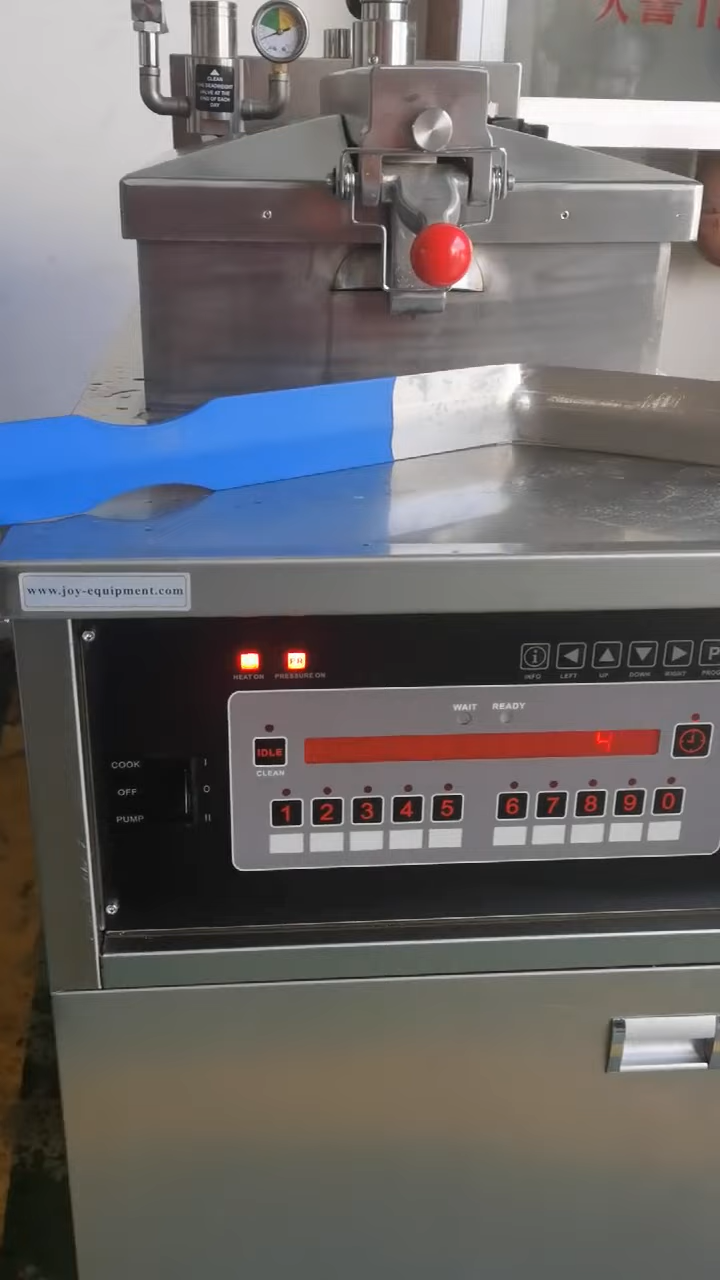 CLEAN
THE DEADWEIGHT
VALVE AT THE
END OF EACH
DAY
www.joy-equipment.com
HEAT ON
PR
PRESSURE ON
INFO
LEFT
UP
DOWN
RIGHT
P
PROG
WAIT
READY
IDLE
4
CLEAN
COOK I
OFF O
PUMP II
1 2 3 4 5 6 7 8 9 0